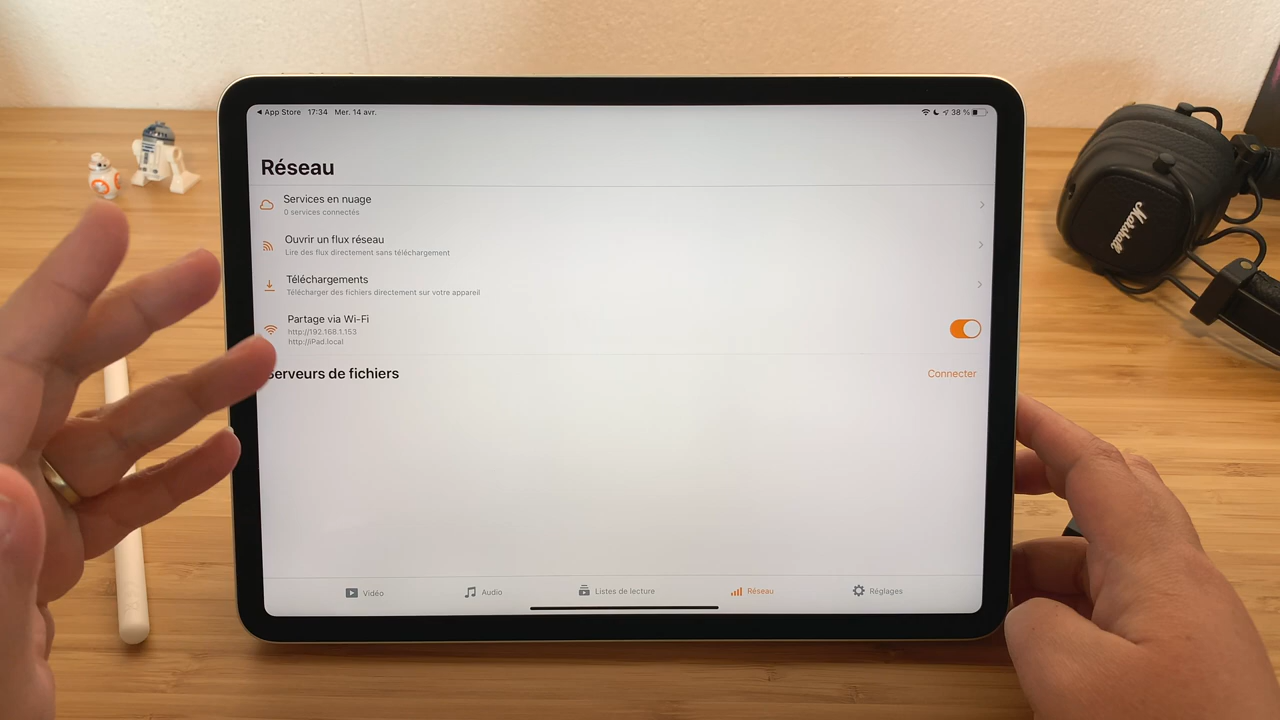 ◀ App Store 17:34 Mer. 14 avr.
38 %
Réseau
Services en nuage
0 services connectés
Ouvrir un flux réseau
Lire des flux directement sans téléchargement
Téléchargements
Télécharger des fichiers directement sur votre appareil
Partage via Wi-Fi
http://192.168.1.153
http://iPad.local
Serveurs de fichiers
Connecter
Vidéo
Audio
Listes de lecture
Réseau
Réglages
Marshall